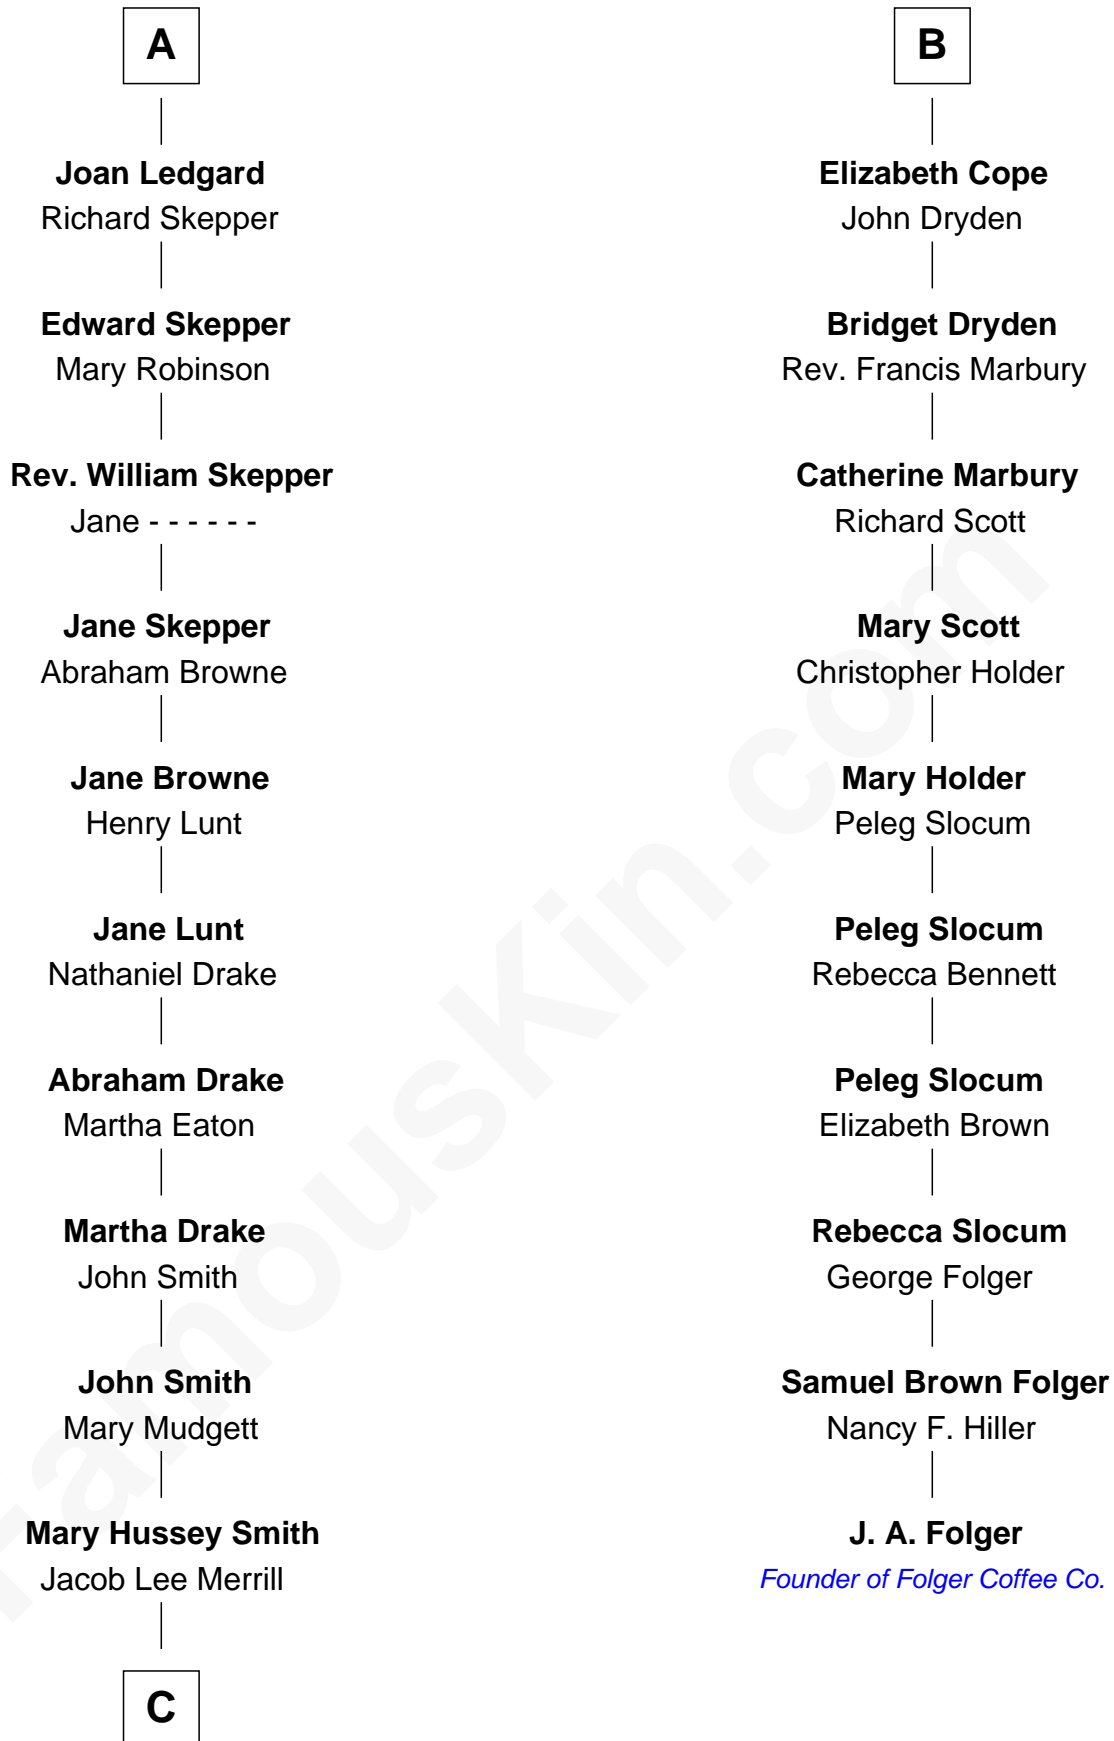 A
Joan Ledgard
Richard Skepper
Edward Skepper
Mary Robinson
Rev. William Skepper
Jane - - - - - -
Jane Skepper
Abraham Browne
Jane Browne
Henry Lunt
Jane Lunt
Nathaniel Drake
Abraham Drake
Martha Eaton
Martha Drake
John Smith
John Smith
Mary Mudgett
Mary Hussey Smith
Jacob Lee Merrill
C
B
Elizabeth Cope
John Dryden
Bridget Dryden
Rev. Francis Marbury
Catherine Marbury
Richard Scott
Mary Scott
Christopher Holder
Mary Holder
Peleg Slocum
Peleg Slocum
Rebecca Bennett
Peleg Slocum
Elizabeth Brown
Rebecca Slocum
George Folger
Samuel Brown Folger
Nancy F. Hiller
J. A. Folger
Founder of Folger Coffee Co.
FamousKin.com